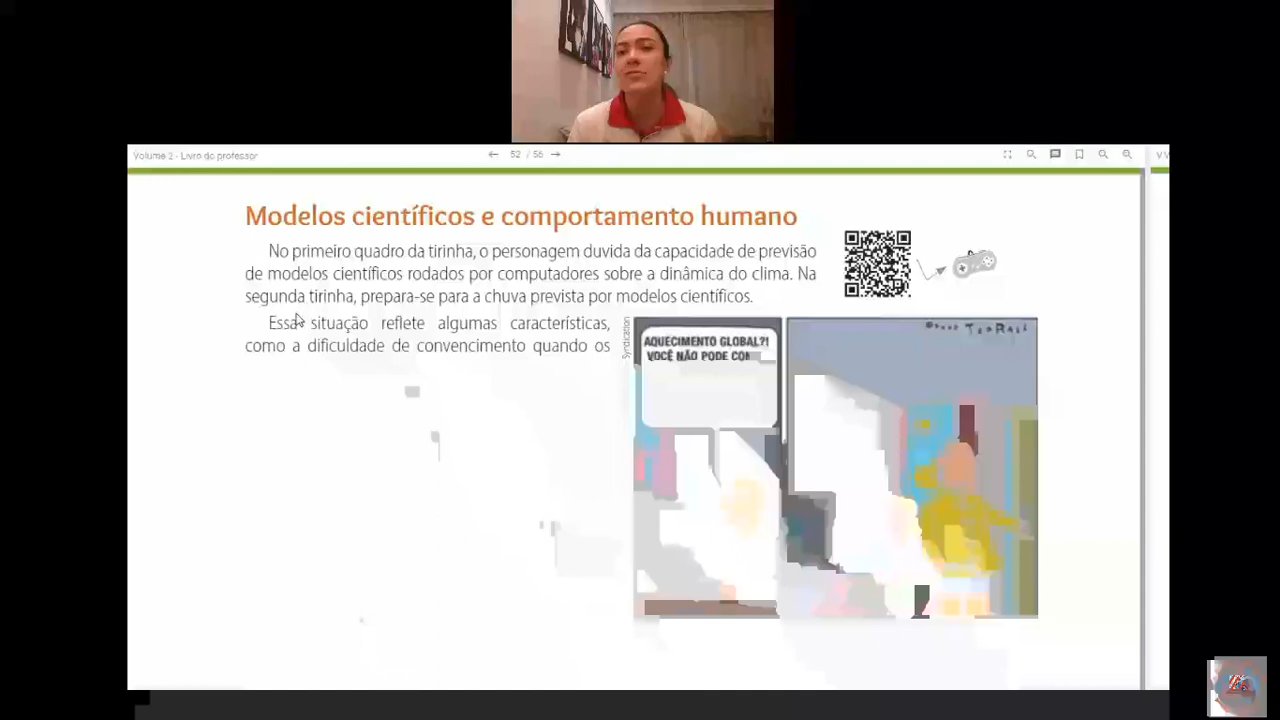 Volume 2 - Livro do professor
52 / 56
Modelos científicos e comportamento humano
No primeiro quadro da tirinha, o personagem duvida da capacidade de previsão
de modelos científicos rodados por computadores sobre a dinâmica do clima. Na
segunda tirinha, prepara-se para a chuva prevista por modelos científicos.
Essa situação reflete algumas características,
como a dificuldade de convencimento quando os
Syndication
AQUECIMENTO GLOBAL?!
VOCÊ NÃO PODE